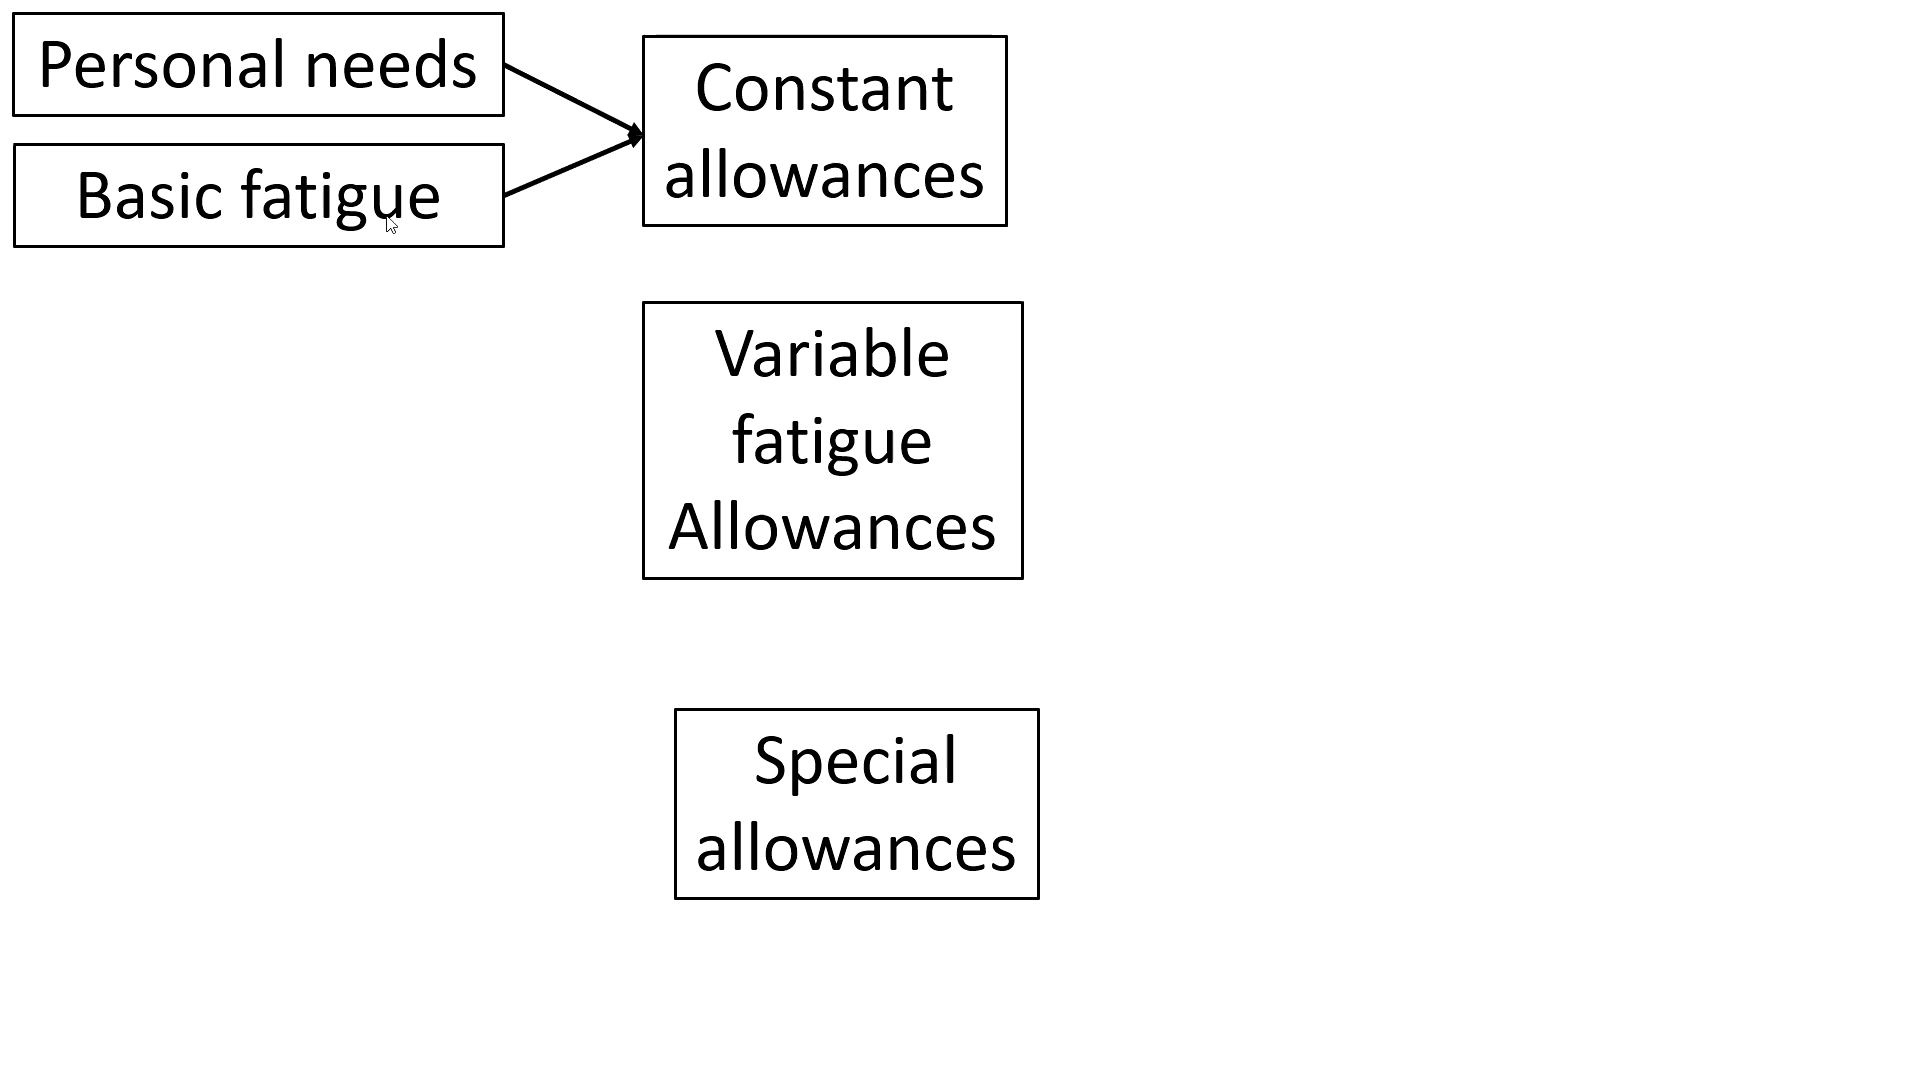 Personal needs
Basic fatigue
Constant
allowances
Variable
fatigue
Allowances
Special
allowances